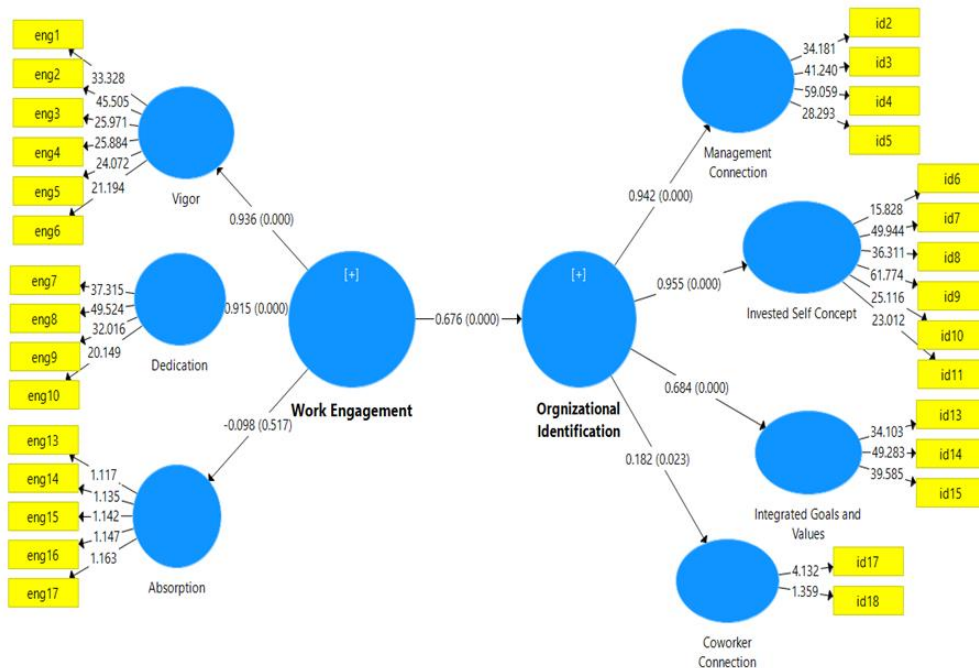 eng1
eng2
eng3
eng4
eng5
eng6
33.328
45.505
25.971
25.884
24.072
21.194
Vigor
0.936 (0.000)
eng7
eng8
eng9
eng10
37.315
49.524
32.016
20.149
Dedication
0.915 (0.000)
eng13
eng14
eng15
eng16
eng17
1.117
1.135
1.142
1.147
1.163
Absorption
-0.098 (0.517)
[+]
Work Engagement
0.676 (0.000)
[+]
Orgnizational
Identification
0.942 (0.000)
Management
Connection
34.181
41.240
59.059
28.293
id2
id3
id4
id5
0.955 (0.000)
Invested Self Concept
15.828
49.944
36.311
61.774
25.116
23.012
id6
id7
id8
id9
id10
id11
0.684 (0.000)
Integrated Goals and
Values
34.103
49.283
39.585
id13
id14
id15
0.182 (0.023)
Coworker
Connection
4.132
1.359
id17
id18